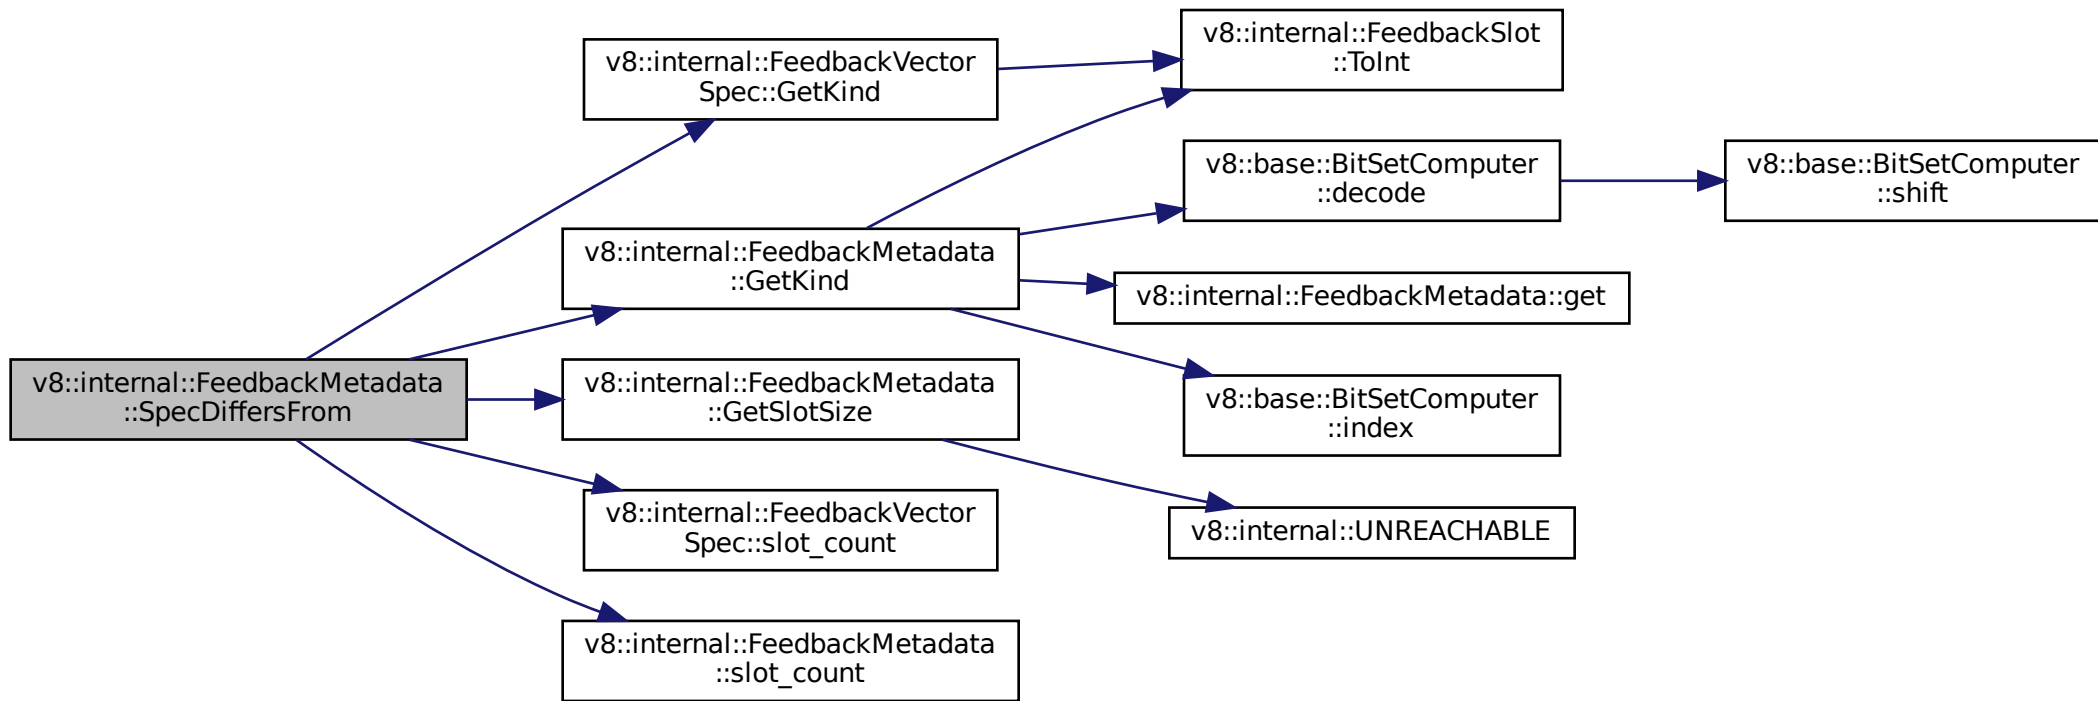 v8::internal::FeedbackMetadata
::SpecDiffersFrom
v8::internal::FeedbackVector
Spec::GetKind
v8::internal::FeedbackMetadata
::GetKind
v8::internal::FeedbackMetadata
::GetSlotSize
v8::internal::FeedbackVector
Spec::slot_count
v8::internal::FeedbackMetadata
::slot_count
v8::internal::FeedbackSlot
::ToInt
v8::base::BitSetComputer
::decode
v8::internal::FeedbackMetadata::get
v8::base::BitSetComputer
::index
v8::internal::UNREACHABLE
v8::base::BitSetComputer
::shift